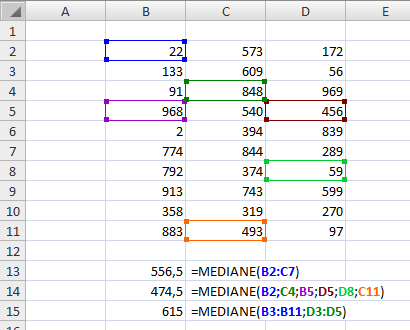 A B C D E
1
2 22 573 172
3 133 609 56
4 91 848 969
5 968 540 456
6 2 394 839
7 774 844 289
8 792 374 59
9 913 743 599
10 358 319 270
11 883 493 97
12
13 556,5 =MEDIANE(B2:C7)
14 474,5 =MEDIANE(B2;C4;B5;D5;D8;C11)
15 615 =MEDIANE(B3:B11;D3:D5)